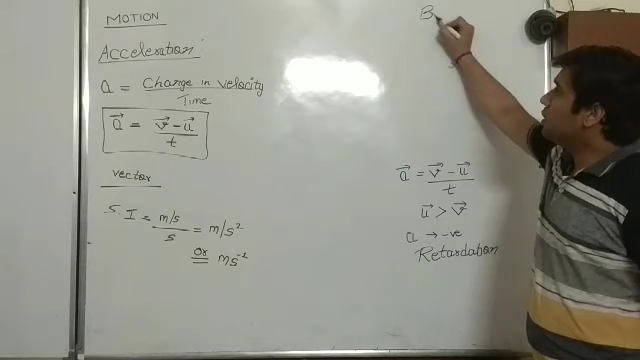 MOTION
Acceleration:
a = Change in velocity / Time
a⃗ = (v⃗ - u⃗) / t
vector
S.I = (m/s) / s = m/s²
Or ms⁻²
B
a⃗ = (v⃗ - u⃗) / t
u⃗ > v⃗
a → -ve
Retardation